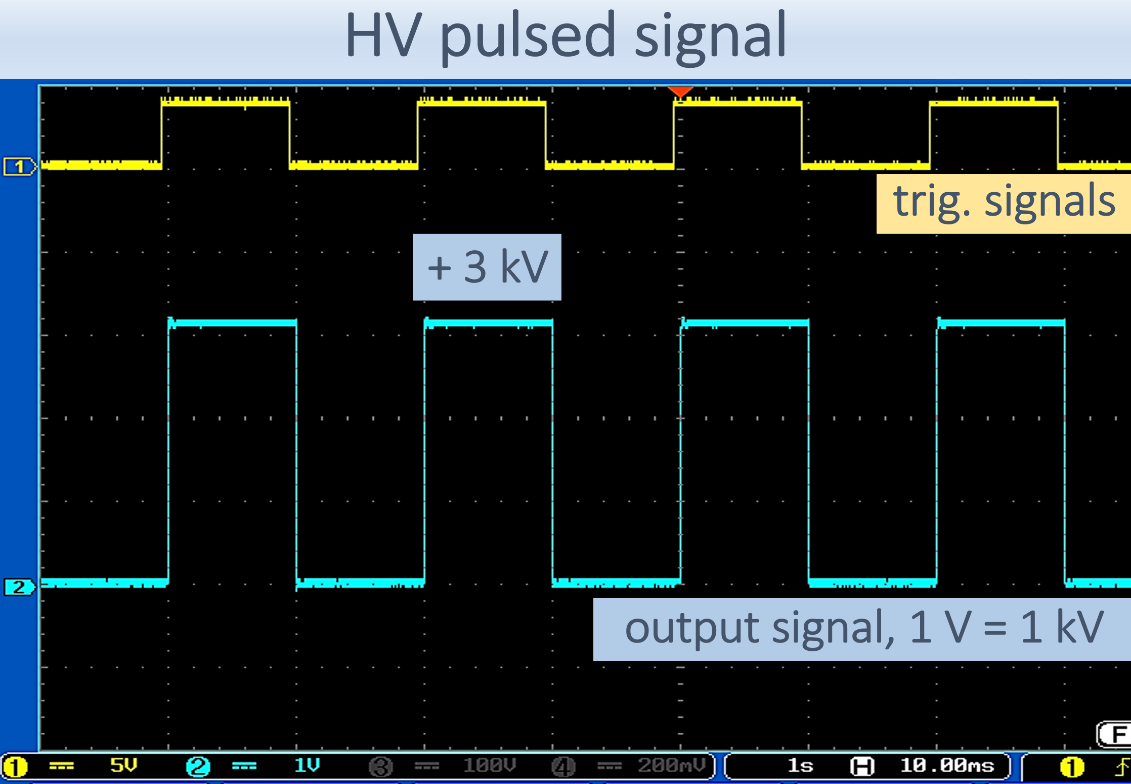 HV pulsed signal
1
trig. signals
+ 3 kV
2
output signal, 1 V = 1 kV
F
1 5V 2 1V 3 100V 4 200mV 1s H 10.00ms 1